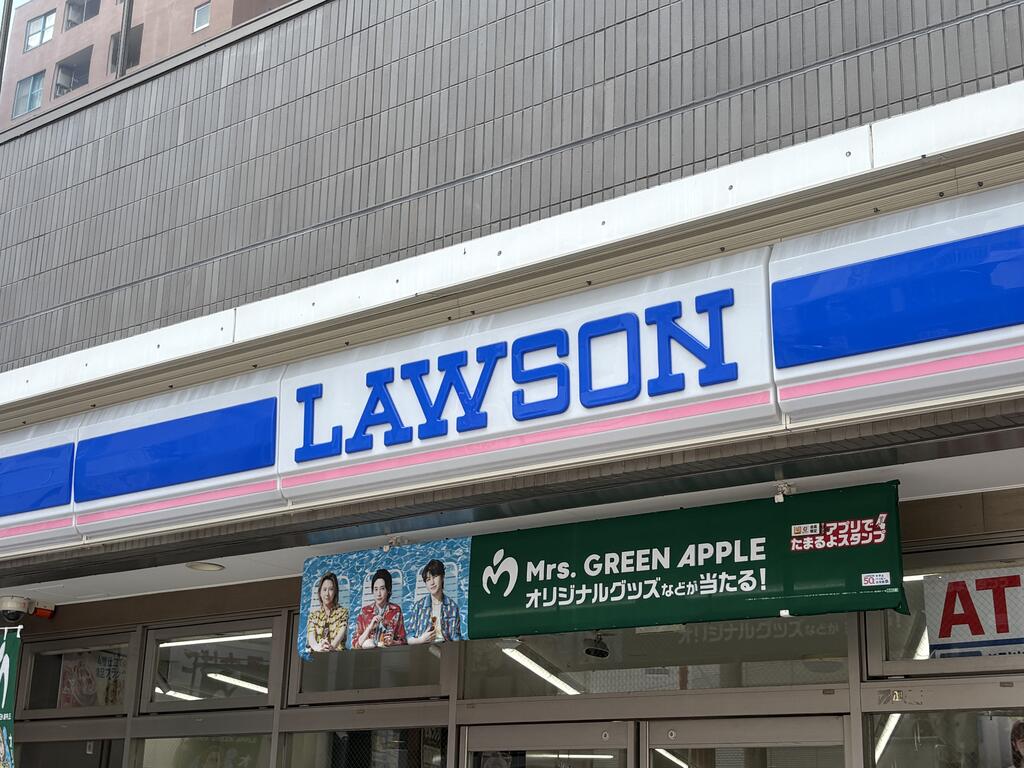 LAWSON
Mrs. GREEN APPLE
オリジナルグッズなどが当たる!
アプリで
たまるよスタンプ
50
AT